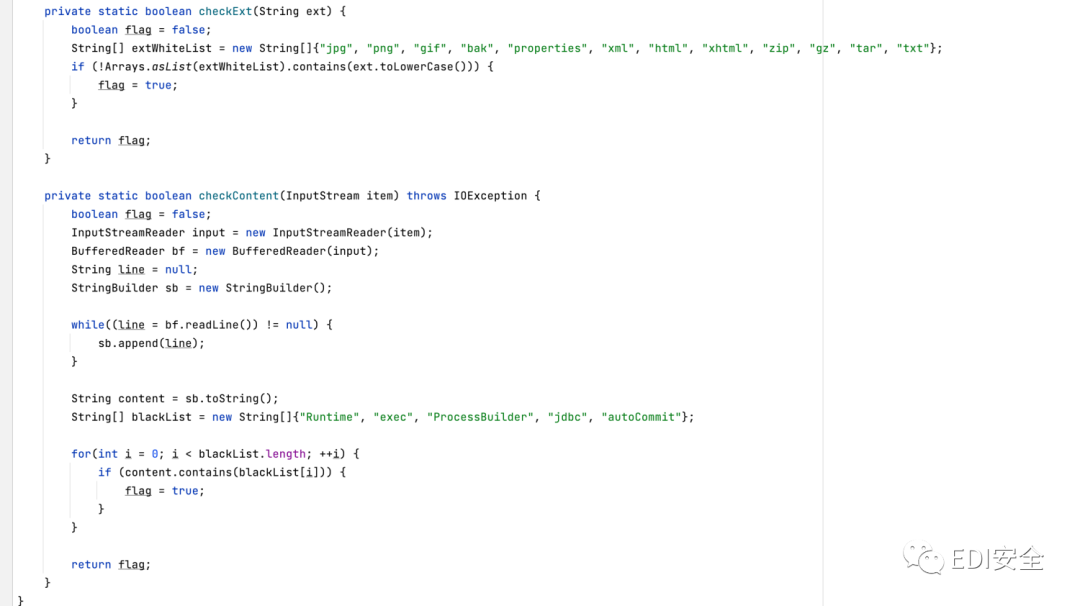 private static boolean checkExt(String ext) {
boolean flag = false;
String[] extWhiteList = new String[]{"jpg", "png", "gif", "bak", "properties", "xml", "html", "xhtml", "zip", "gz", "tar", "txt"};
if (!Arrays.asList(extWhiteList).contains(ext.toLowerCase())) {
flag = true;
}
return flag;
}
private static boolean checkContent(InputStream item) throws IOException {
boolean flag = false;
InputStreamReader input = new InputStreamReader(item);
BufferedReader bf = new BufferedReader(input);
String line = null;
StringBuilder sb = new StringBuilder();
while((line = bf.readLine()) != null) {
sb.append(line);
}
String content = sb.toString();
String[] blackList = new String[]{"Runtime", "exec", "ProcessBuilder", "jdbc", "autoCommit"};
for(int i = 0; i < blackList.length; ++i) {
if (content.contains(blackList[i])) {
flag = true;
}
}
return flag;
}
}
EDI安全